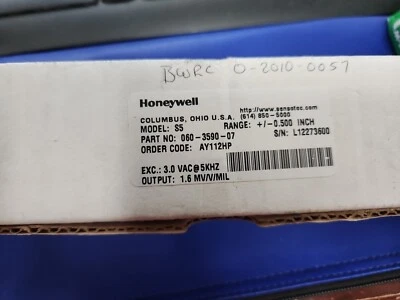 BWRC 0-2010-0057
Honeywell
http://www.sensotec.com
COLUMBUS, OHIO U.S.A. (614) 850-5000
MODEL: S5 RANGE: +/-0.500 INCH
PART NO: 060-3590-07 S/N: L12273600
ORDER CODE: AY112HP
EXC.: 3.0 VAC@5KHZ
OUTPUT: 1.6 MV/V/MIL